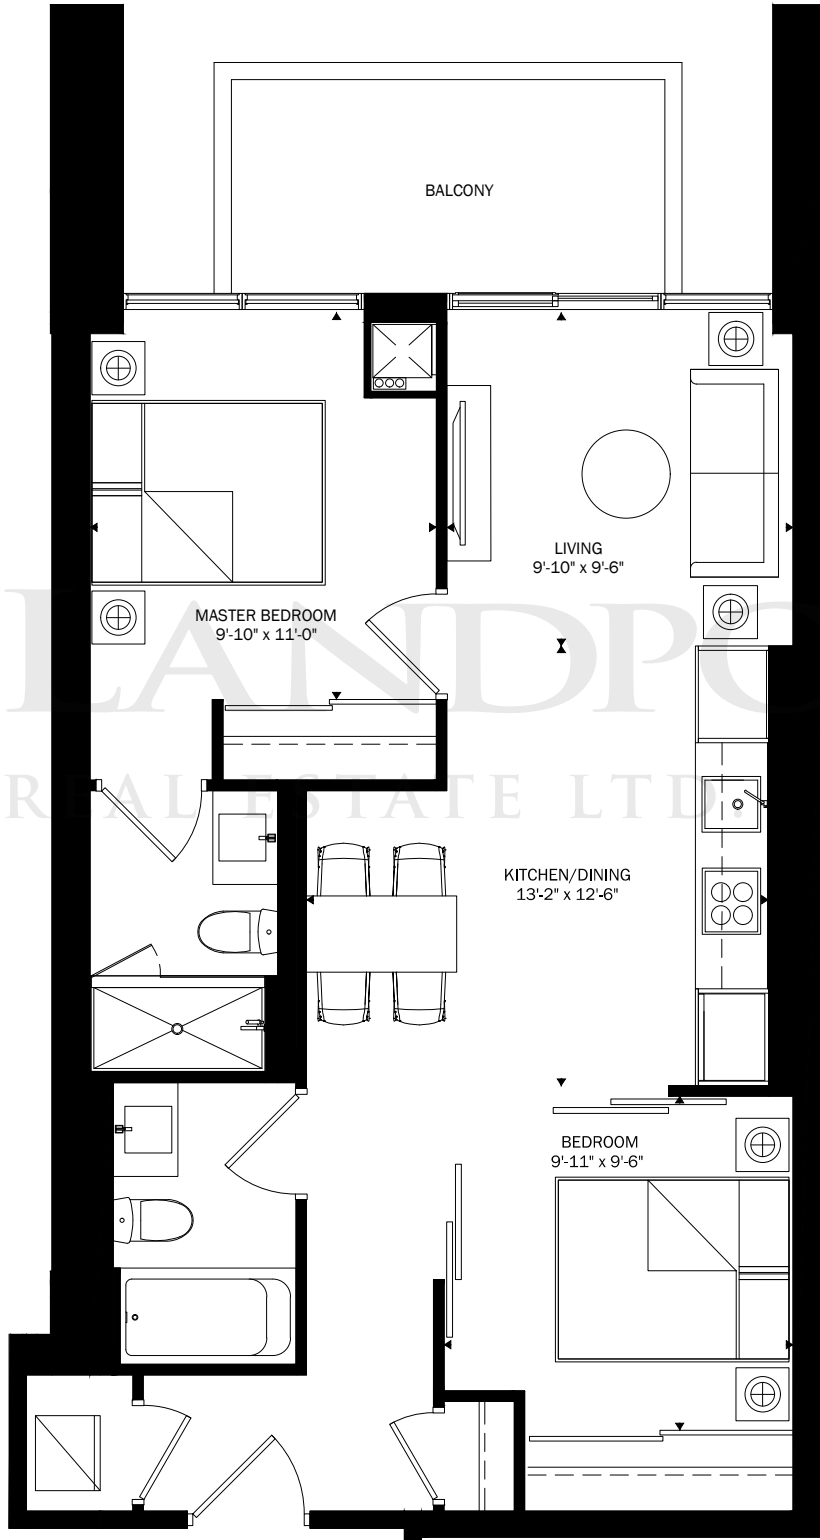 BALCONY
LIVING
9'-10" x 9'-6"
MASTER BEDROOM
9'-10" x 11'-0"
LANDPO
REAL ESTATE LTD.
KITCHEN/DINING
13'-2" x 12'-6"
BEDROOM
9'-11" x 9'-6"